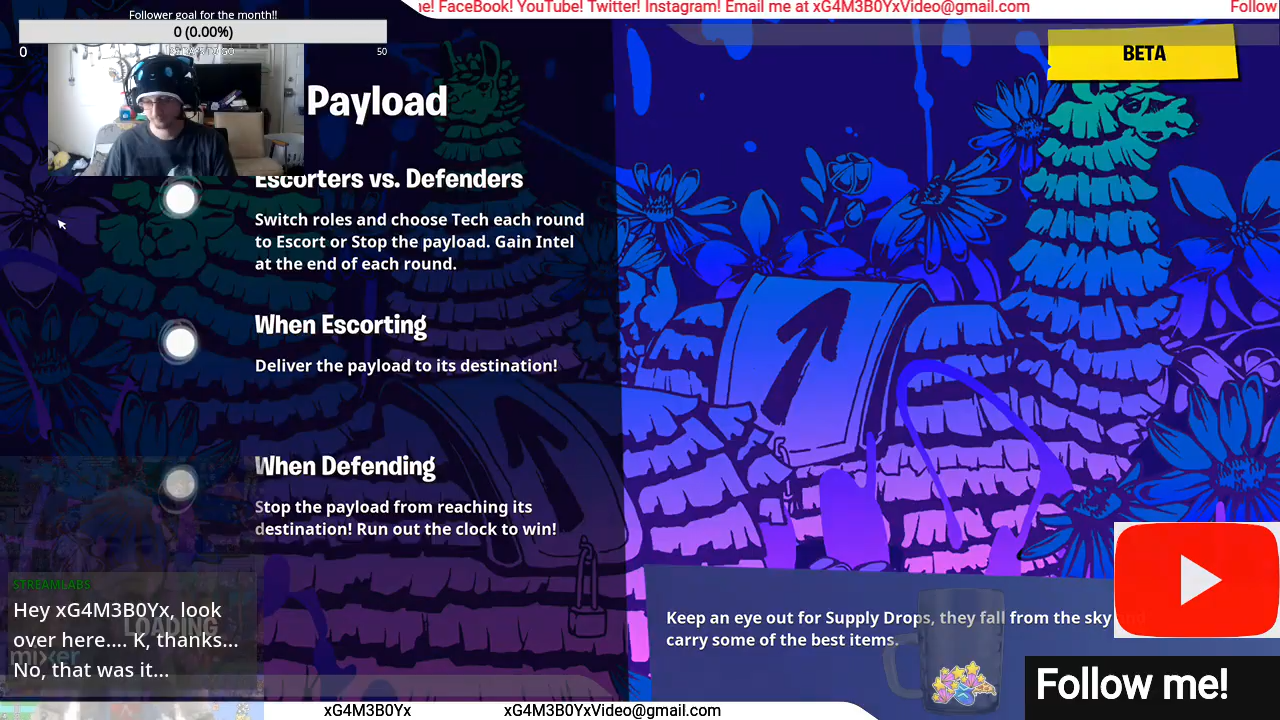 Follower goal for the month!!
0 (0.00%)
0
50
ne! FaceBook! YouTube! Twitter! Instagram! Email me at xG4M3B0YxVideo@gmail.com
Follow
BETA
Payload
Escorters vs. Defenders
Switch roles and choose Tech each round
to Escort or Stop the payload. Gain Intel
at the end of each round.
When Escorting
Deliver the payload to its destination!
When Defending
Stop the payload from reaching its
destination! Run out the clock to win!
STREAMLABS
Hey xG4M3B0Yx, look
over here.... K, thanks...
No, that was it...
LOADING
mixer
Keep an eye out for Supply Drops, they fall from the sky and
carry some of the best items.
Follow me!
xG4M3B0Yx
xG4M3B0YxVideo@gmail.com